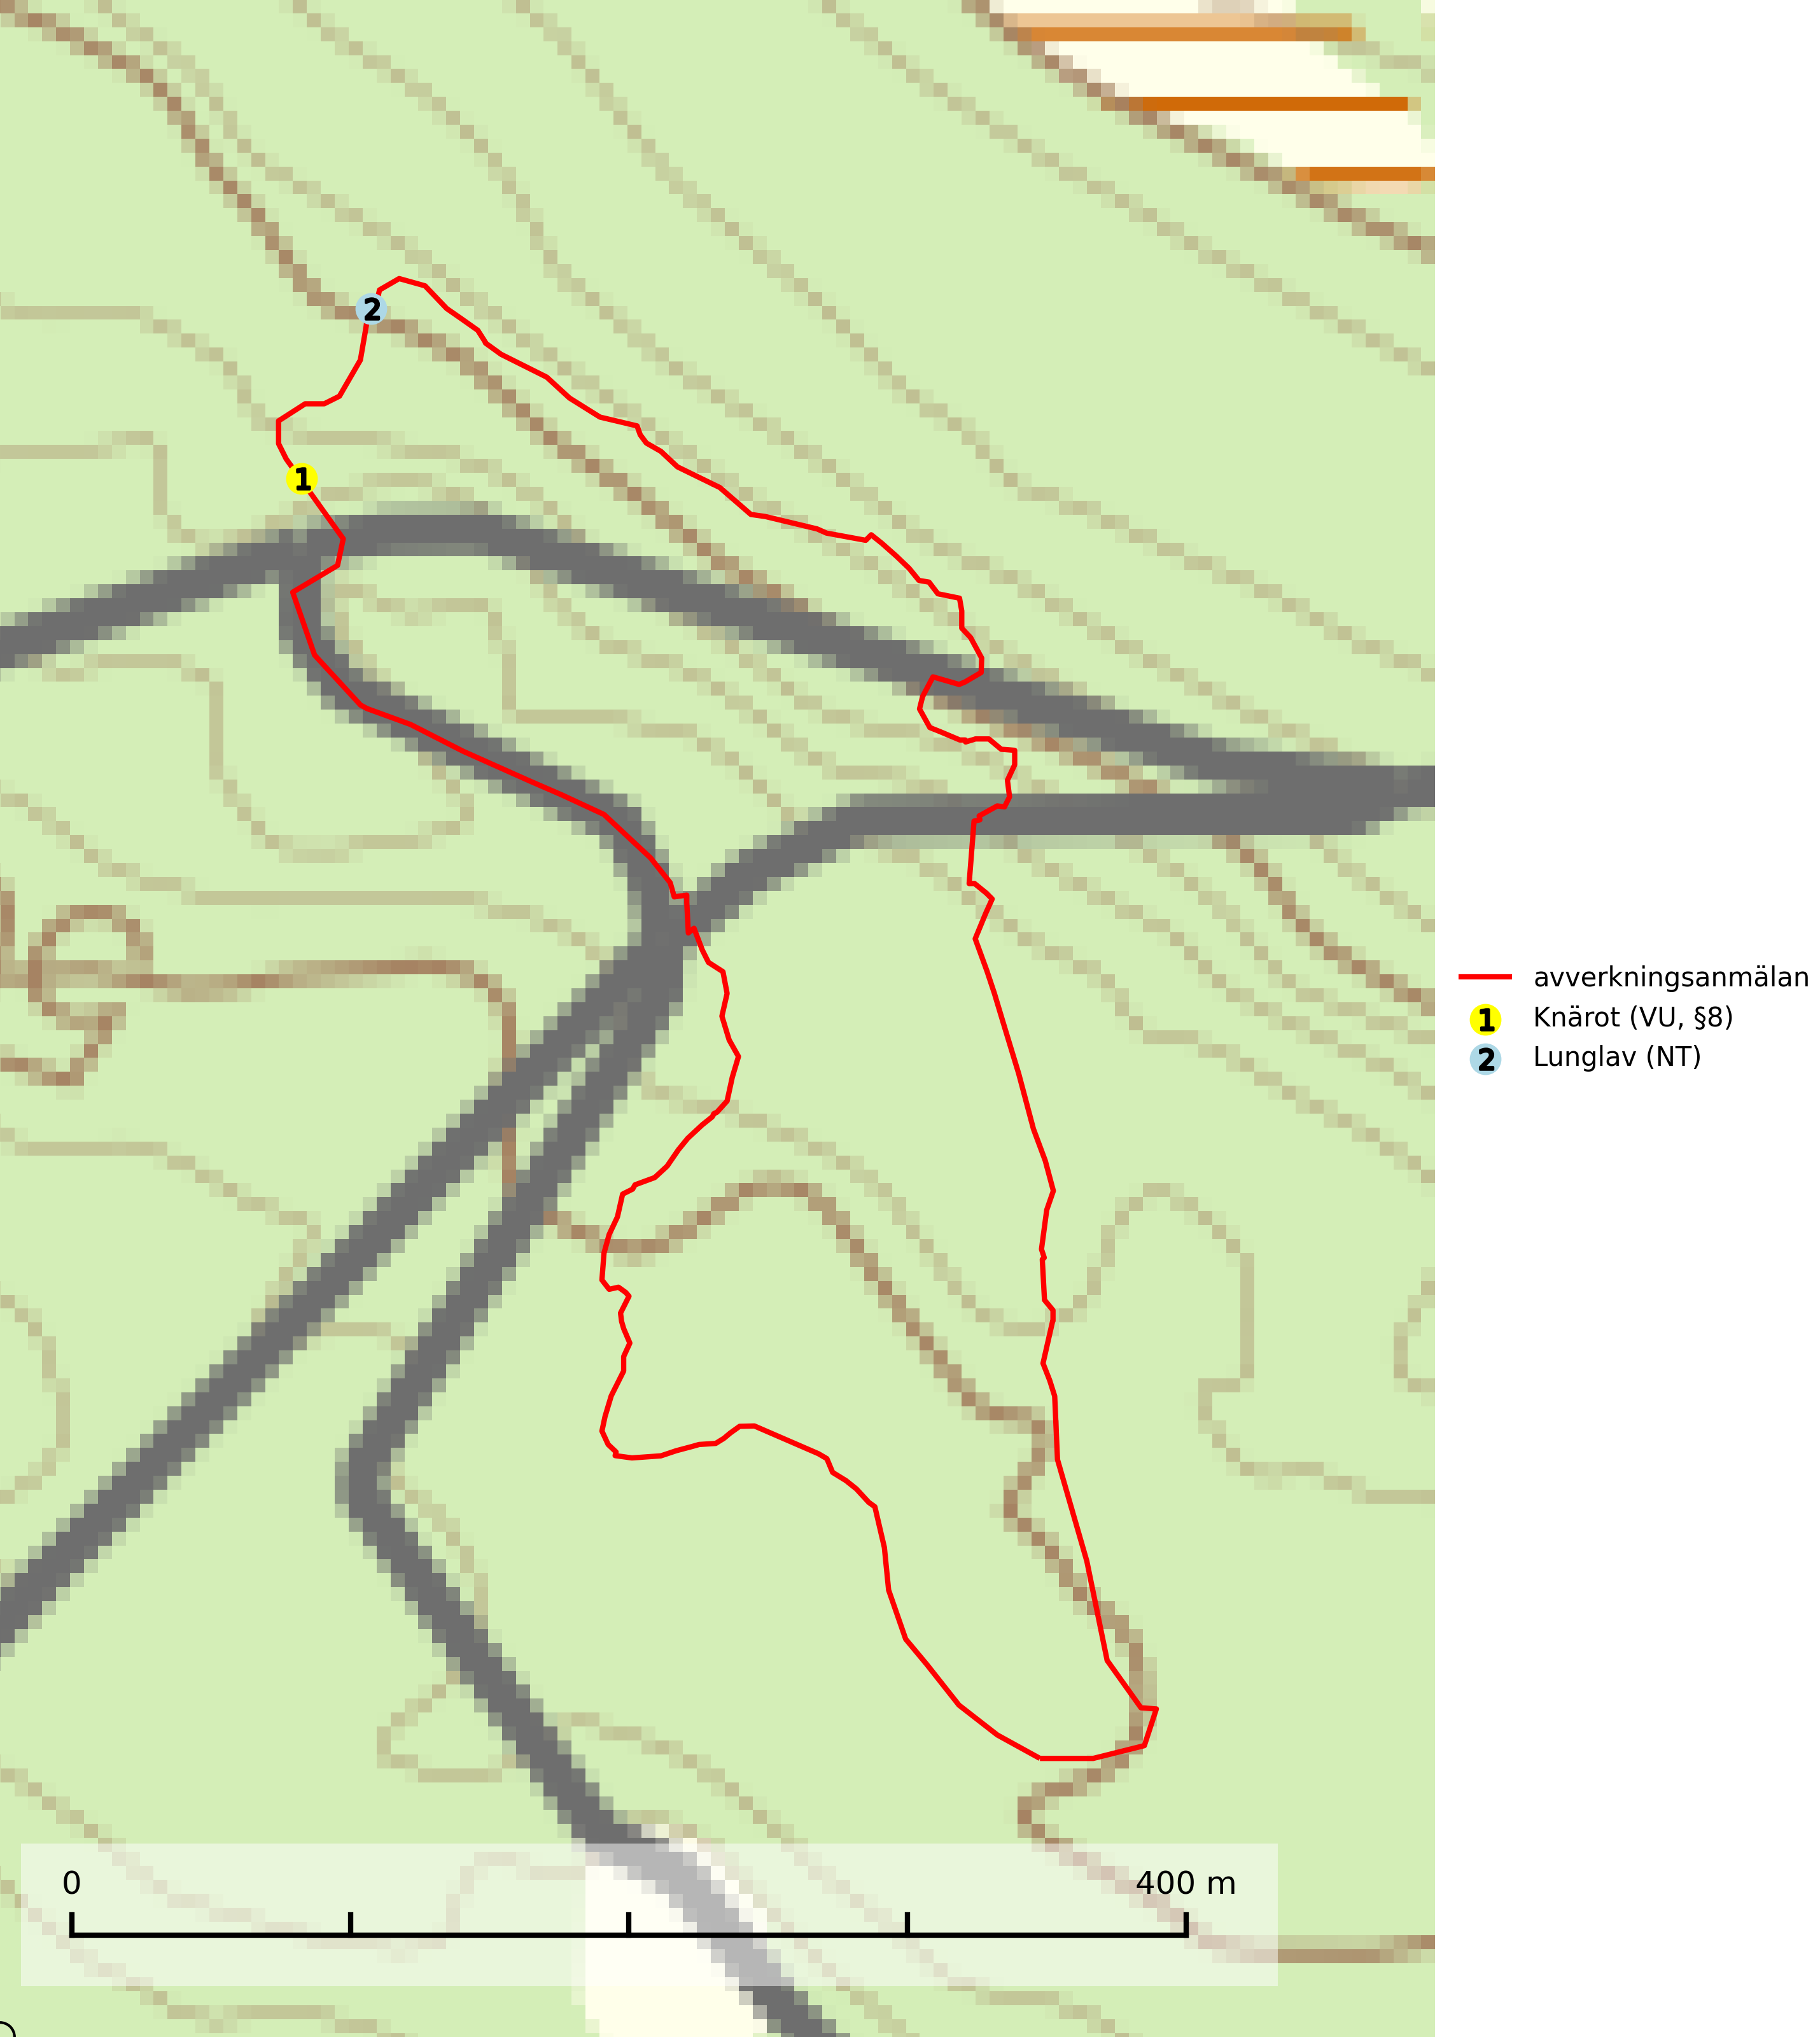 2
1
avverkningsanmälan
1 Knärot (VU, §8)
2 Lunglav (NT)
0 400 m